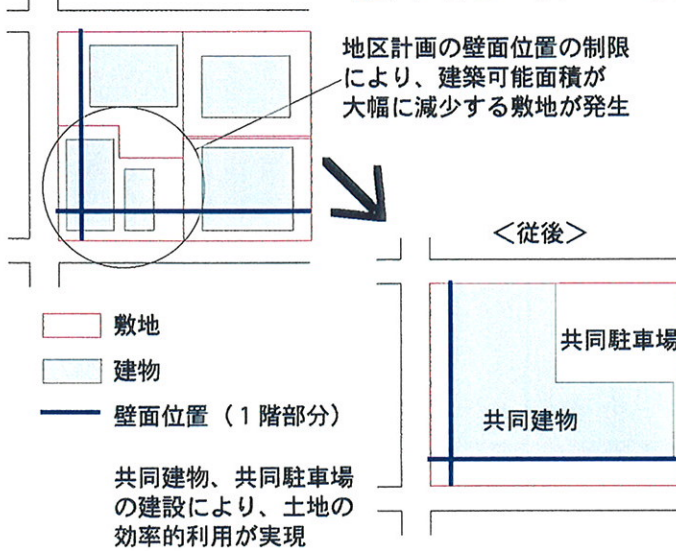 地区計画の壁面位置の制限
により、建築可能面積が
大幅に減少する敷地が発生
＜従後＞
敷地
建物
壁面位置（１階部分）
共同駐車場
共同建物
共同建物、共同駐車場
の建設により、土地の
効率的利用が実現